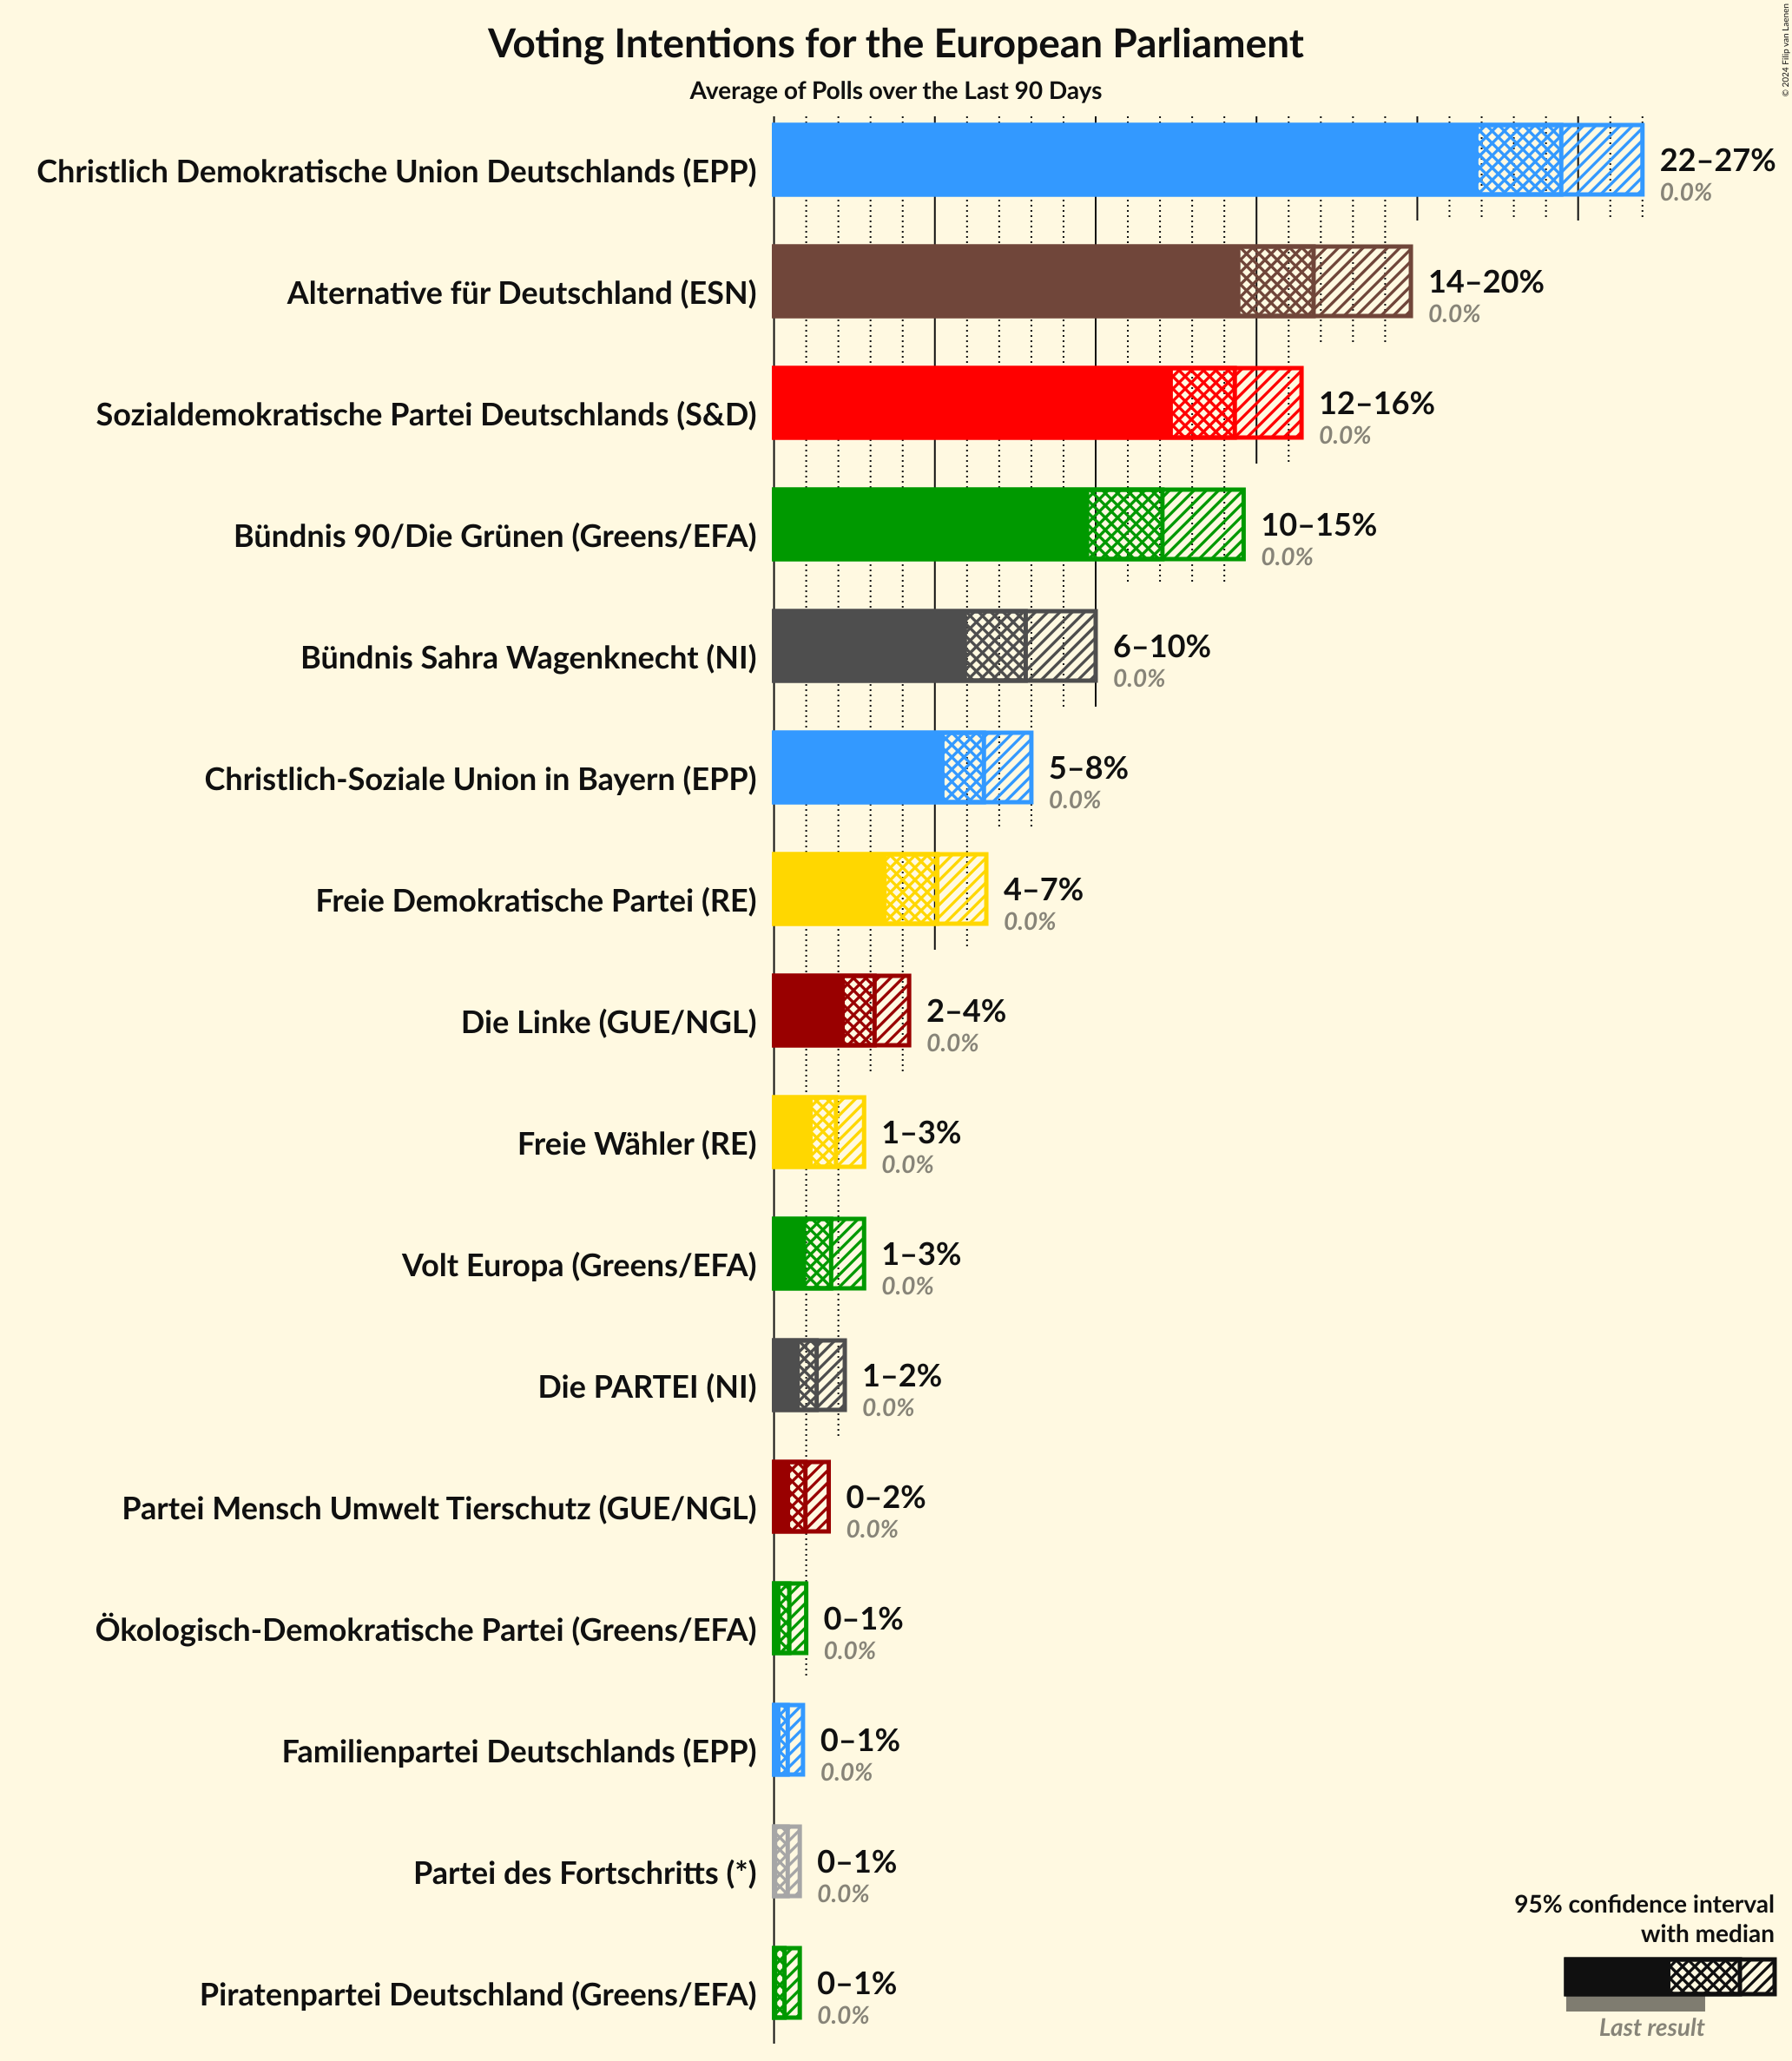 Voting Intentions for the European Parliament
Average of Polls over the Last 90 Days
© 2024 Filip van Laenen
Christlich Demokratische Union Deutschlands (EPP)
22–27%
0.0%
Alternative für Deutschland (ESN)
14–20%
0.0%
Sozialdemokratische Partei Deutschlands (S&D)
12–16%
0.0%
Bündnis 90/Die Grünen (Greens/EFA)
10–15%
0.0%
Bündnis Sahra Wagenknecht (NI)
6–10%
0.0%
Christlich-Soziale Union in Bayern (EPP)
5–8%
0.0%
Freie Demokratische Partei (RE)
4–7%
0.0%
Die Linke (GUE/NGL)
2–4%
0.0%
Freie Wähler (RE)
1–3%
0.0%
Volt Europa (Greens/EFA)
1–3%
0.0%
Die PARTEI (NI)
1–2%
0.0%
Partei Mensch Umwelt Tierschutz (GUE/NGL)
0–2%
0.0%
Ökologisch-Demokratische Partei (Greens/EFA)
0–1%
0.0%
Familienpartei Deutschlands (EPP)
0–1%
0.0%
Partei des Fortschritts (*)
0–1%
0.0%
Piratenpartei Deutschland (Greens/EFA)
0–1%
0.0%
95% confidence interval
with median
Last result